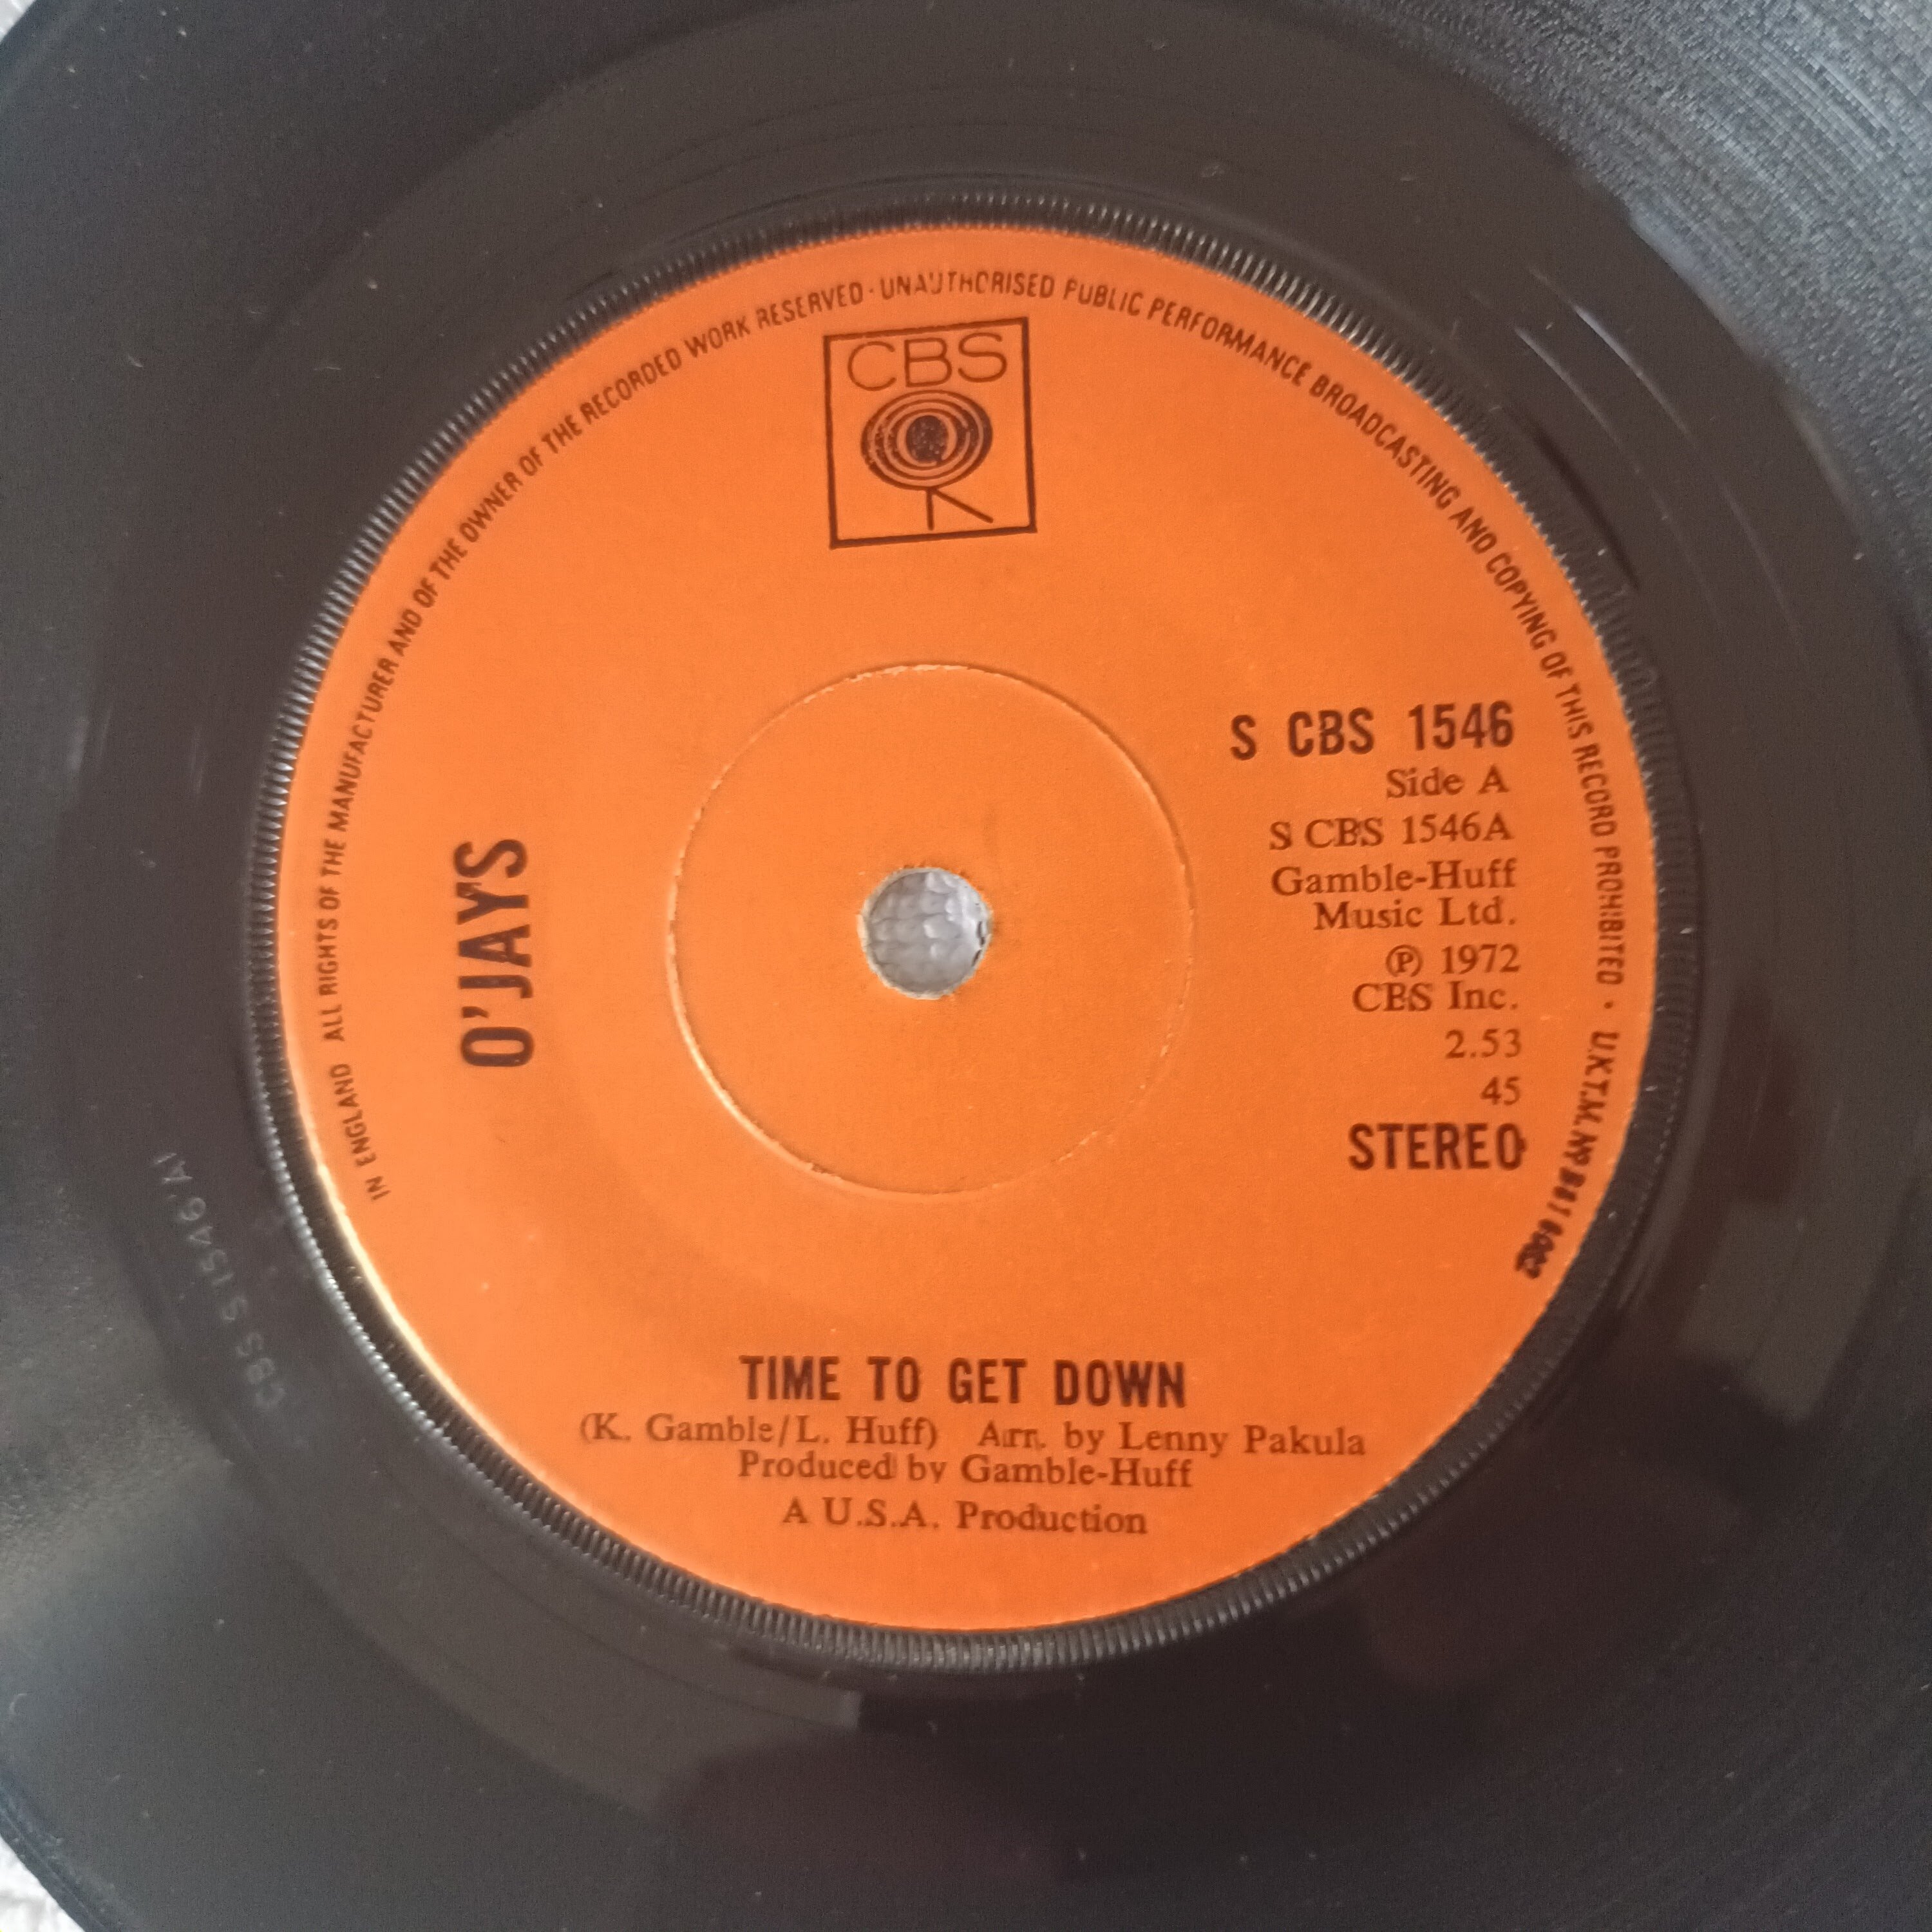 IN ENGLAND ALL RIGHTS OF THE MANUFACTURER AND OF THE OWNER OF THE RECORDED WORK RESERVED · UNAUTHORISED PUBLIC PERFORMANCE BROADCASTING AND COPYING OF THIS RECORD PROHIBITED · U.K.T.M. Nº
CBS
O'JAYS
S CBS 1546
Side A
S CBS 1546A
Gamble-Huff
Music Ltd.
℗ 1972
CBS Inc.
2.53
45
STEREO
TIME TO GET DOWN
(K. Gamble/L. Huff) Arr. by Lenny Pakula
Produced by Gamble-Huff
A U.S.A. Production
CBS S 1546 A1